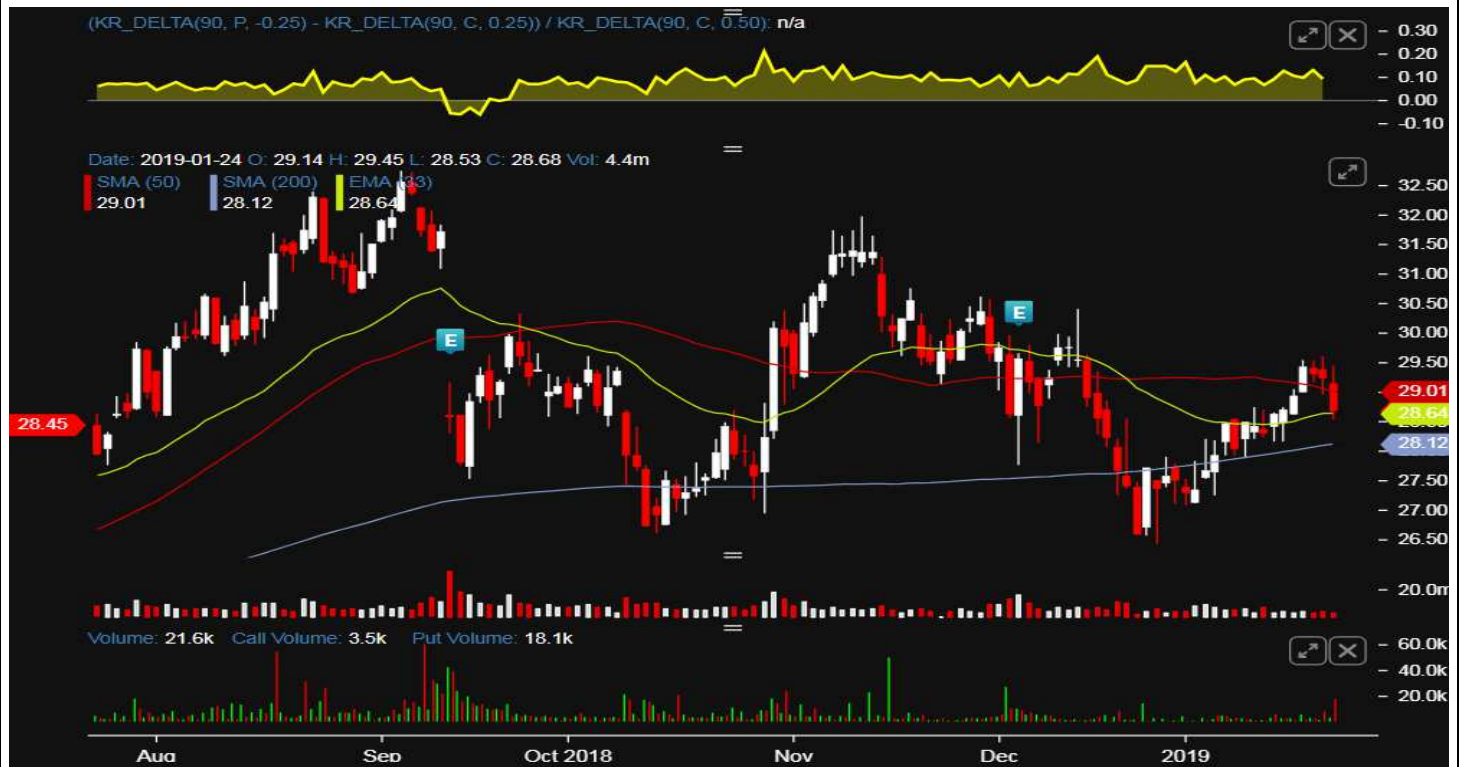 (KR_DELTA(90, P, -0.25) - KR_DELTA(90, C, 0.25)) / KR_DELTA(90, C, 0.50): n/a
0.30
0.20
0.10
0.00
-0.10
Date: 2019-01-24 O: 29.14 H: 29.45 L: 28.53 C: 28.68 Vol: 4.4m
SMA (50) SMA (200) EMA (33)
29.01 28.12 28.64
32.50
32.00
31.50
31.00
30.50
30.00
29.50
29.01
28.64
28.12
27.50
27.00
26.50
28.45
E
E
20.0m
Volume: 21.6k Call Volume: 3.5k Put Volume: 18.1k
60.0k
40.0k
20.0k
Aug Sep Oct 2018 Nov Dec 2019